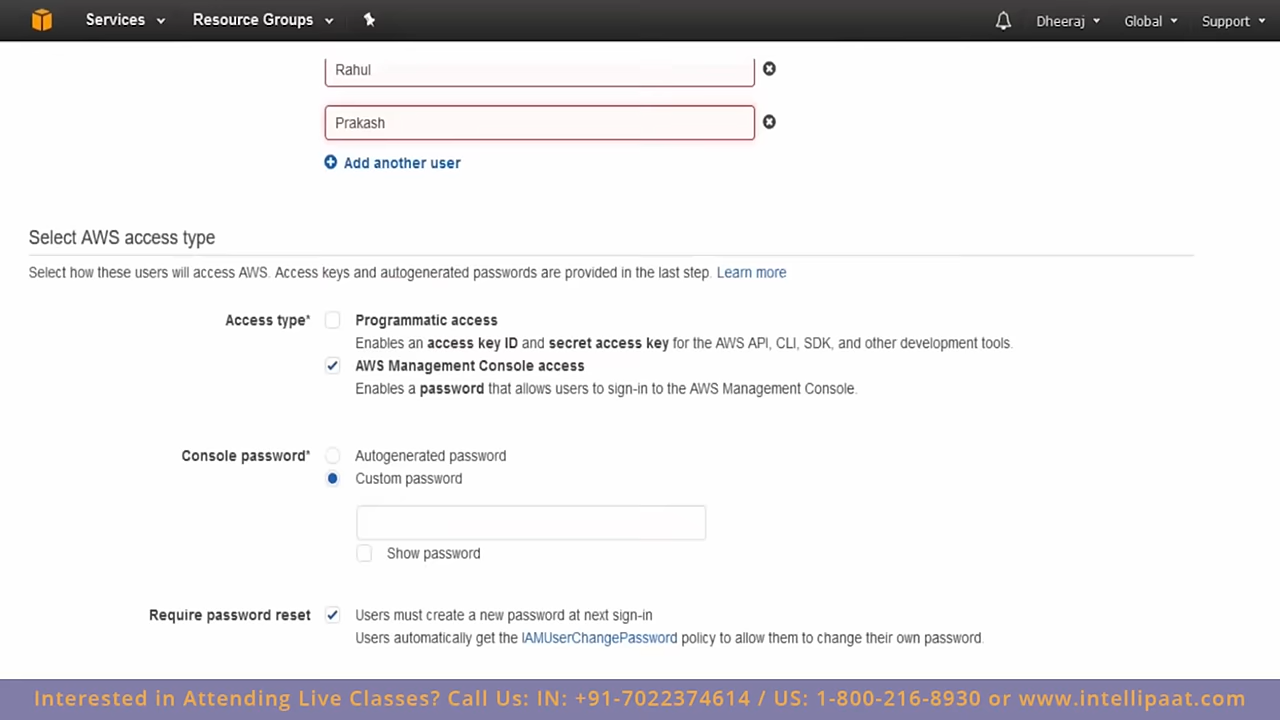 Services Resource Groups Dheeraj Global Support
Rahul
Prakash
Add another user
Select AWS access type
Select how these users will access AWS. Access keys and autogenerated passwords are provided in the last step. Learn more
Access type* Programmatic access
Enables an access key ID and secret access key for the AWS API, CLI, SDK, and other development tools.
AWS Management Console access
Enables a password that allows users to sign-in to the AWS Management Console.
Console password* Autogenerated password
Custom password
Show password
Require password reset Users must create a new password at next sign-in
Users automatically get the IAMUserChangePassword policy to allow them to change their own password.
Interested in Attending Live Classes? Call Us: IN: +91-7022374614 / US: 1-800-216-8930 or www.intellipaat.com